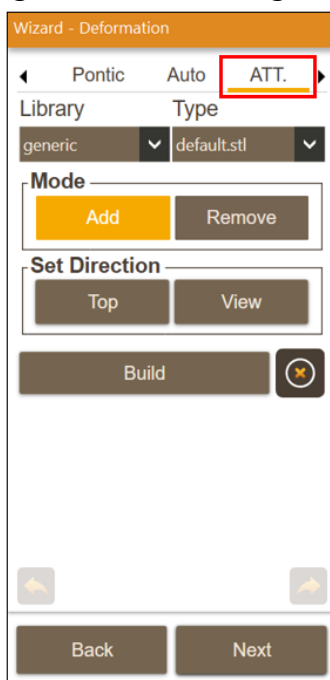 Wizard - Deformation
Pontic Auto ATT.
Library Type
generic default.stl
Mode
Add Remove
Set Direction
Top View
Build
Back Next